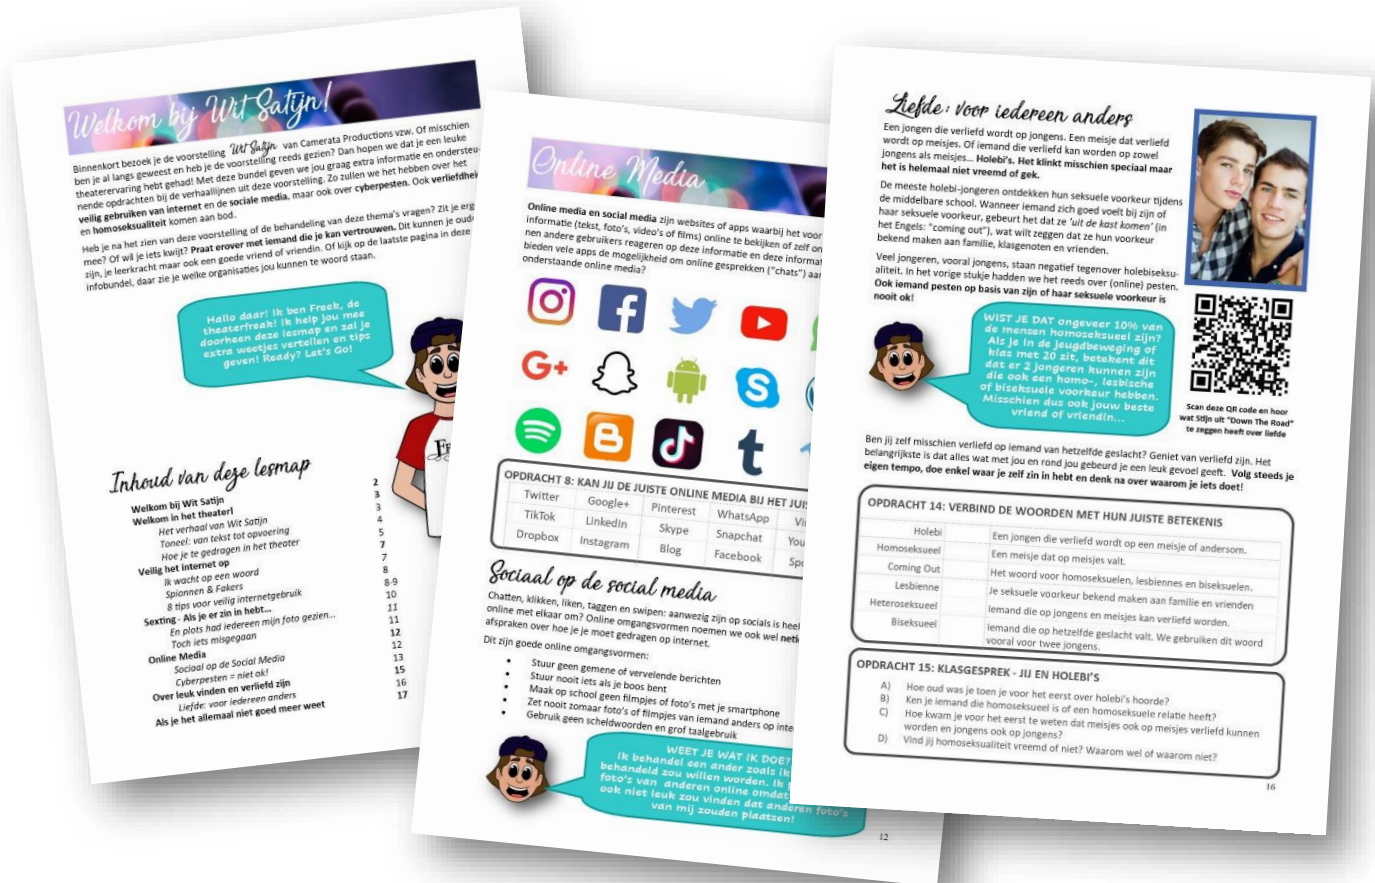 Welkom bij Wit Satijn!
Binnenkort bezoek je de voorstelling Wit Satijn van Camerata Productions vzw. Of misschien
ben je al langs geweest en heb je de voorstelling reeds gezien? Dan hopen we dat je een leuke
theaterervaring hebt gehad! Met deze bundel geven we jou graag extra informatie en ondersteu-
nende opdrachten bij de verhaallijnen uit deze voorstelling. Zo zullen we het hebben over het
veilig gebruiken van internet en de sociale media, maar ook over cyberpesten. Ook verliefdhei
en homoseksualiteit komen aan bod.
Heb je na het zien van deze voorstelling of de behandeling van deze thema's vragen? Zit je erg
mee? Of wil je iets kwijt? Praat erover met iemand die je kan vertrouwen. Dit kunnen je oude
zijn, je leerkracht maar ook een goede vriend of vriendin. Of kijk op de laatste pagina in deze
infobundel, daar zie je welke organisaties jou kunnen te woord staan.
Hallo daar! Ik ben Freek, de
theaterfreak! Ik help jou mee
doorheen deze lesmap en zal je
extra weetjes vertellen en tips
geven! Ready? Let's Go!
Inhoud van deze lesmap
Welkom bij Wit Satijn 2
Welkom in het theater! 3
Het verhaal van Wit Satijn 3
Toneel: van tekst tot opvoering 4
Hoe je te gedragen in het theater 5
Veilig het internet op 7
Ik wacht op een woord 7
Spionnen & Fakers 8
8 tips voor veilig internetgebruik 8-9
Sexting - Als je er zin in hebt... 10
En plots had iedereen mijn foto gezien... 11
Toch iets misgegaan 11
Online Media 12
Sociaal op de Social Media 12
Cyberpesten = niet ok! 13
Over leuk vinden en verliefd zijn 15
Liefde: voor iedereen anders 16
Als je het allemaal niet goed meer weet 17
Online Media
Online media en social media zijn websites of apps waarbij het voor
informatie (tekst, foto's, video's of films) online te bekijken of zelf on
nen andere gebruikers reageren op deze informatie en deze informat
bieden vele apps de mogelijkheid om online gesprekken ("chats") aan
onderstaande online media?
OPDRACHT 8: KAN JIJ DE JUISTE ONLINE MEDIA BIJ HET JUIS
Twitter Google+ Pinterest WhatsApp Vi
TikTok LinkedIn Skype Snapchat You
Dropbox Instagram Blog Facebook Spo
Sociaal op de social media
Chatten, klikken, liken, taggen en swipen: aanwezig zijn op socials is heel
online met elkaar om? Online omgangsvormen noemen we ook wel neti
afspraken over hoe je je moet gedragen op internet.
Dit zijn goede online omgangsvormen:
• Stuur geen gemene of vervelende berichten
• Stuur nooit iets als je boos bent
• Maak op school geen filmpjes of foto's met je smartphone
• Zet nooit zomaar foto's of filmpjes van iemand anders op inte
• Gebruik geen scheldwoorden en grof taalgebruik
WEET JE WAT IK DOE?
Ik behandel een ander zoals ik
behandeld zou willen worden. Ik
foto's van anderen online omdat
ook niet leuk zou vinden dat anderen foto's
van mij zouden plaatsen!
12
Liefde: voor iedereen anders
Een jongen die verliefd wordt op jongens. Een meisje dat verliefd
wordt op meisjes. Of iemand die verliefd kan worden op zowel
jongens als meisjes... Holebi's. Het klinkt misschien speciaal maar
het is helemaal niet vreemd of gek.
De meeste holebi-jongeren ontdekken hun seksuele voorkeur tijdens
de middelbare school. Wanneer iemand zich goed voelt bij zijn of
haar seksuele voorkeur, gebeurt het dat ze 'uit de kast komen' (in
het Engels: "coming out"), wat wil zeggen dat ze hun voorkeur
bekend maken aan familie, klasgenoten en vrienden.
Veel jongeren, vooral jongens, staan negatief tegenover holebiseksu-
aliteit. In het vorige stukje hadden we het reeds over (online) pesten.
Ook iemand pesten op basis van zijn of haar seksuele voorkeur is
nooit ok!
WIST JE DAT ongeveer 10% van
de mensen homoseksueel zijn?
Als je in de jeugdbeweging of
klas met 20 zit, betekent dit
dat er 2 jongeren kunnen zijn
die ook een homo-, lesbische
of biseksuele voorkeur hebben.
Misschien dus ook jouw beste
vriend of vriendin...
Scan deze QR code en hoor
wat Stijn uit "Down The Road"
te zeggen heeft over liefde
Ben jij zelf misschien verliefd op iemand van hetzelfde geslacht? Geniet van verliefd zijn. Het
belangrijkste is dat alles wat met jou en rond jou gebeurd je een leuk gevoel geeft. Volg steeds je
eigen tempo, doe enkel waar je zelf zin in hebt en denk na over waarom je iets doet!
OPDRACHT 14: VERBIND DE WOORDEN MET HUN JUISTE BETEKENIS
Holebi Een jongen die verliefd wordt op een meisje of andersom.
Homoseksueel Een meisje dat op meisjes valt.
Coming Out Het woord voor homoseksuelen, lesbiennes en biseksuelen.
Lesbienne Je seksuele voorkeur bekend maken aan familie en vrienden
Heteroseksueel Iemand die op jongens en meisjes kan verliefd worden.
Biseksueel Iemand die op hetzelfde geslacht valt. We gebruiken dit woord
vooral voor twee jongens.
OPDRACHT 15: KLASGESPREK - JIJ EN HOLEBI'S
A) Hoe oud was je toen je voor het eerst over holebi's hoorde?
B) Ken je iemand die homoseksueel is of een homoseksuele relatie heeft?
C) Hoe kwam je voor het eerst te weten dat meisjes ook op meisjes verliefd kunnen
worden en jongens ook op jongens?
D) Vind jij homoseksualiteit vreemd of niet? Waarom wel of waarom niet?
16